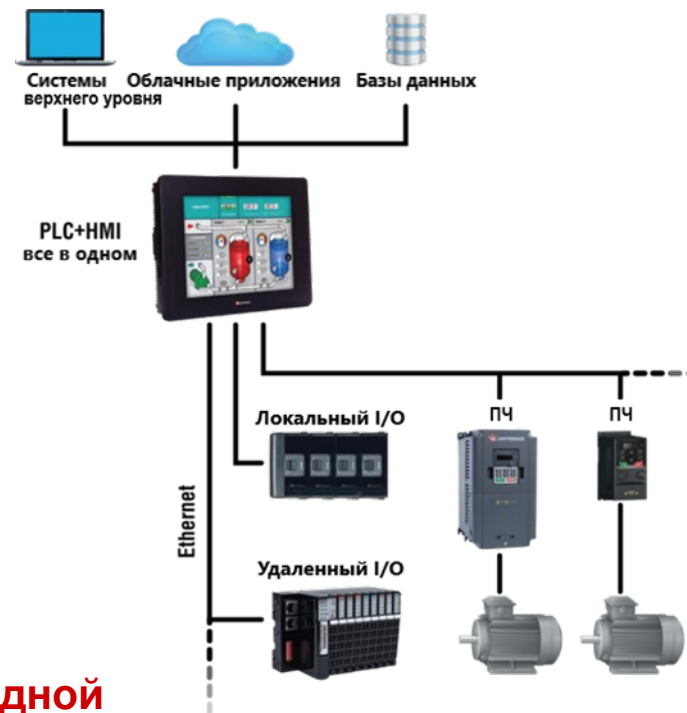 Системы
верхнего уровня
Облачные приложения
Базы данных
PLC+HMI
все в одном
Локальный I/O
ПЧ
ПЧ
Ethernet
Удаленный I/O
дной